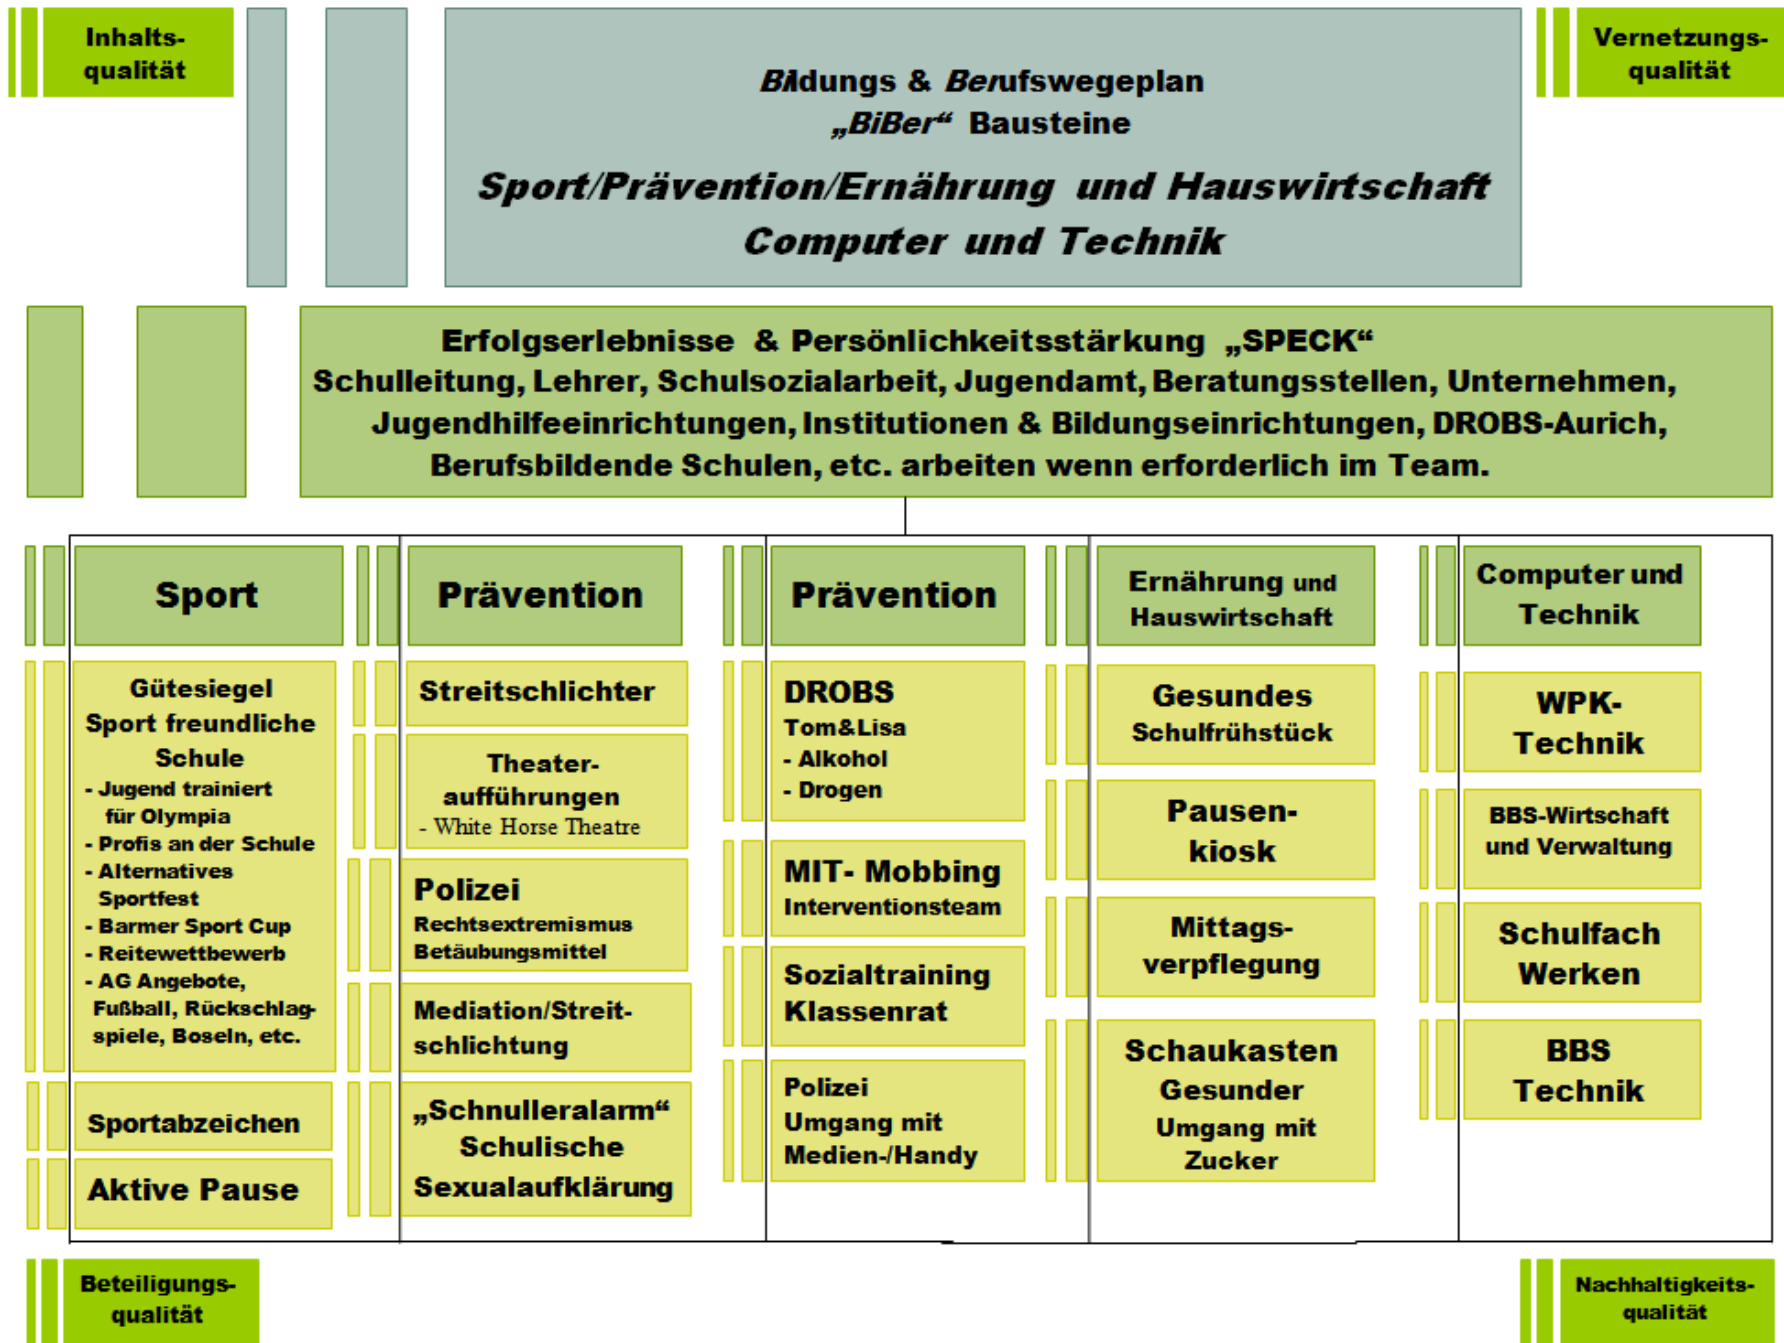 Inhalts-
qualität
Bildungs & Berufswegeplan
„BiBer“ Bausteine
Sport/Prävention/Ernährung und Hauswirtschaft
Computer und Technik
Vernetzungs-
qualität
Erfolgserlebnisse & Persönlichkeitsstärkung „SPECK“
Schulleitung, Lehrer, Schulsozialarbeit, Jugendamt, Beratungsstellen, Unternehmen,
Jugendhilfeeinrichtungen, Institutionen & Bildungseinrichtungen, DROBS-Aurich,
Berufsbildende Schulen, etc. arbeiten wenn erforderlich im Team.
Sport
Gütesiegel
Sport freundliche
Schule
- Jugend trainiert
für Olympia
- Profis an der Schule
- Alternatives
Sportfest
- Barmer Sport Cup
- Reitewettbewerb
- AG Angebote,
Fußball, Rückschlag-
spiele, Boseln, etc.
Sportabzeichen
Aktive Pause
Prävention
Streitschlichter
Theater-
aufführungen
- White Horse Theatre
Polizei
Rechtsextremismus
Betäubungsmittel
Mediation/Streit-
schlichtung
„Schnulleralarm“
Schulische
Sexualaufklärung
Prävention
DROBS
Tom&Lisa
- Alkohol
- Drogen
MIT- Mobbing
Interventionsteam
Sozialtraining
Klassenrat
Polizei
Umgang mit
Medien-/Handy
Ernährung und
Hauswirtschaft
Gesundes
Schulfrühstück
Pausen-
kiosk
Mittags-
verpflegung
Schaukasten
Gesunder
Umgang mit
Zucker
Computer und
Technik
WPK-
Technik
BBS-Wirtschaft
und Verwaltung
Schulfach
Werken
BBS
Technik
Beteiligungs-
qualität
Nachhaltigkeits-
qualität